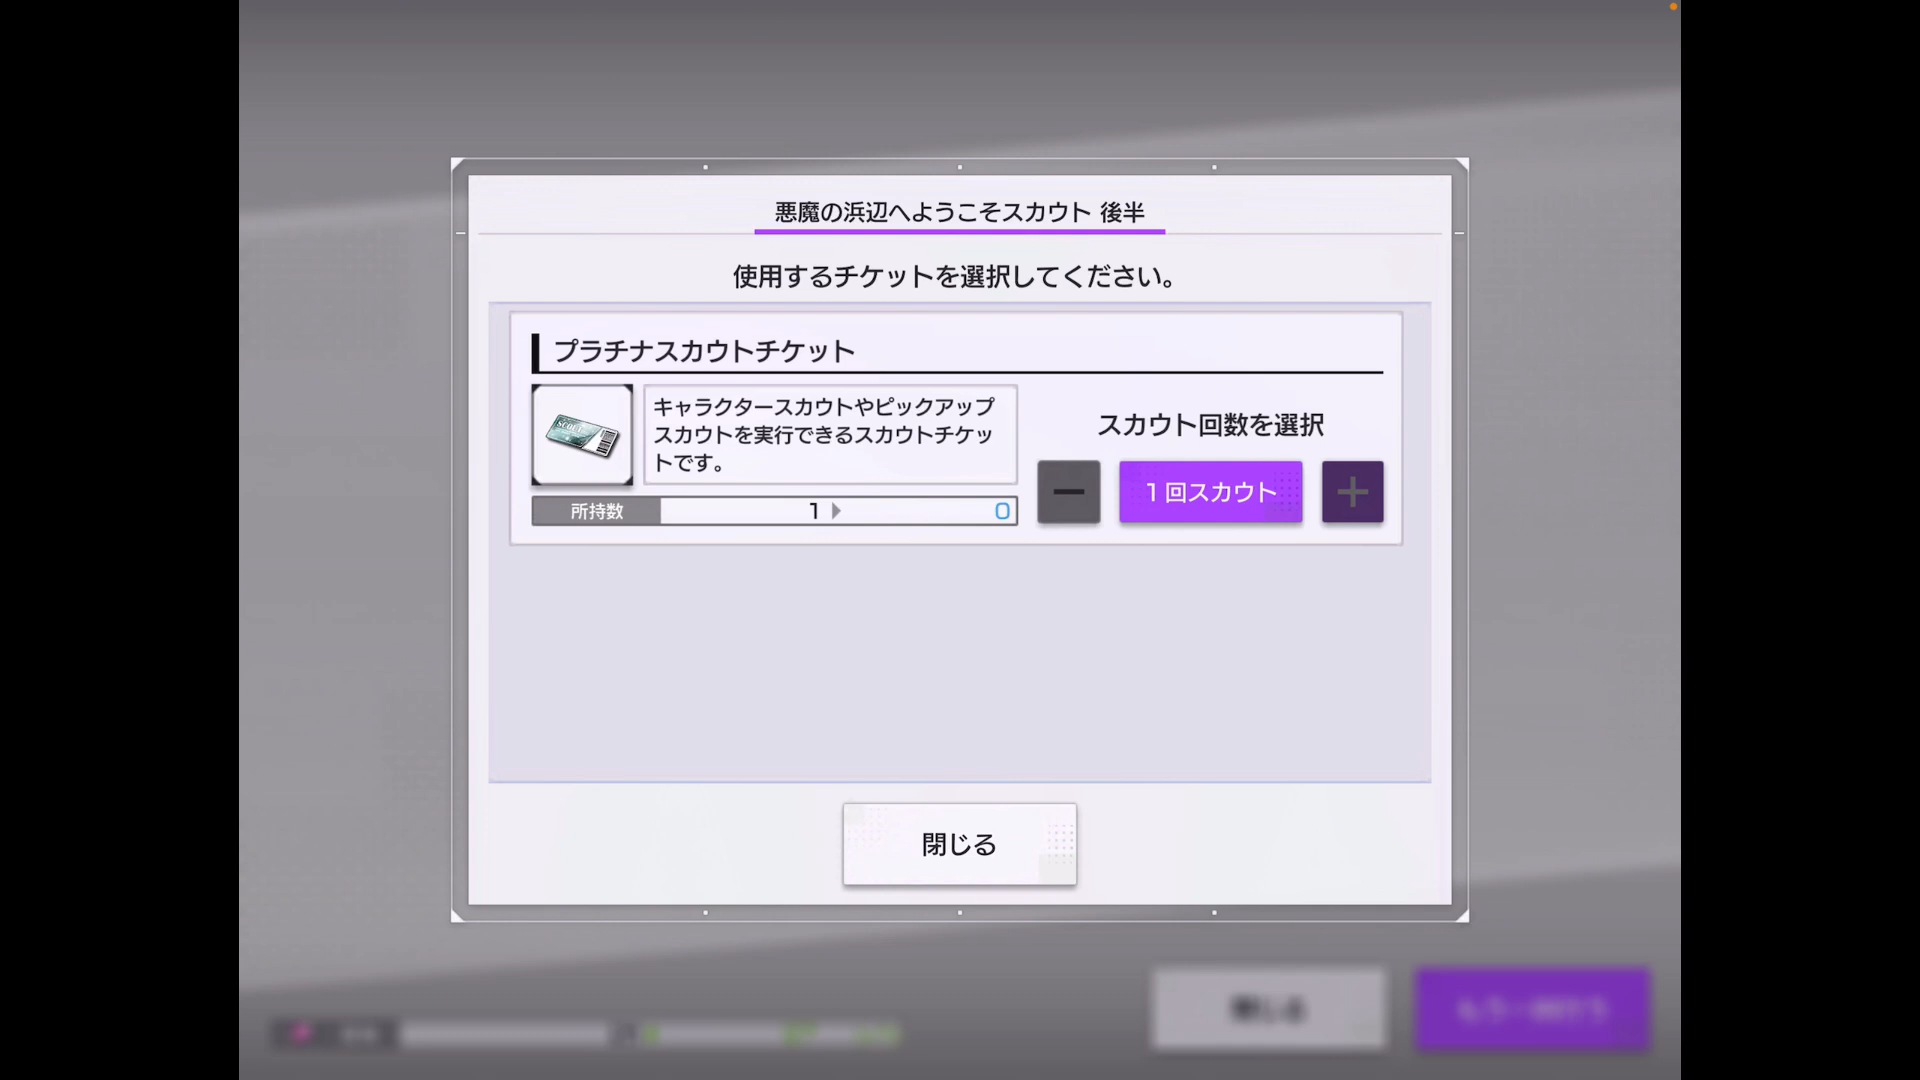 悪魔の浜辺へようこそスカウト 後半
使用するチケットを選択してください。
プラチナスカウトチケット
SCOUT
キャラクタースカウトやピックアップ
スカウトを実行できるスカウトチケッ
トです。
スカウト回数を選択
所持数 1 0
1回スカウト
閉じる
閉じる